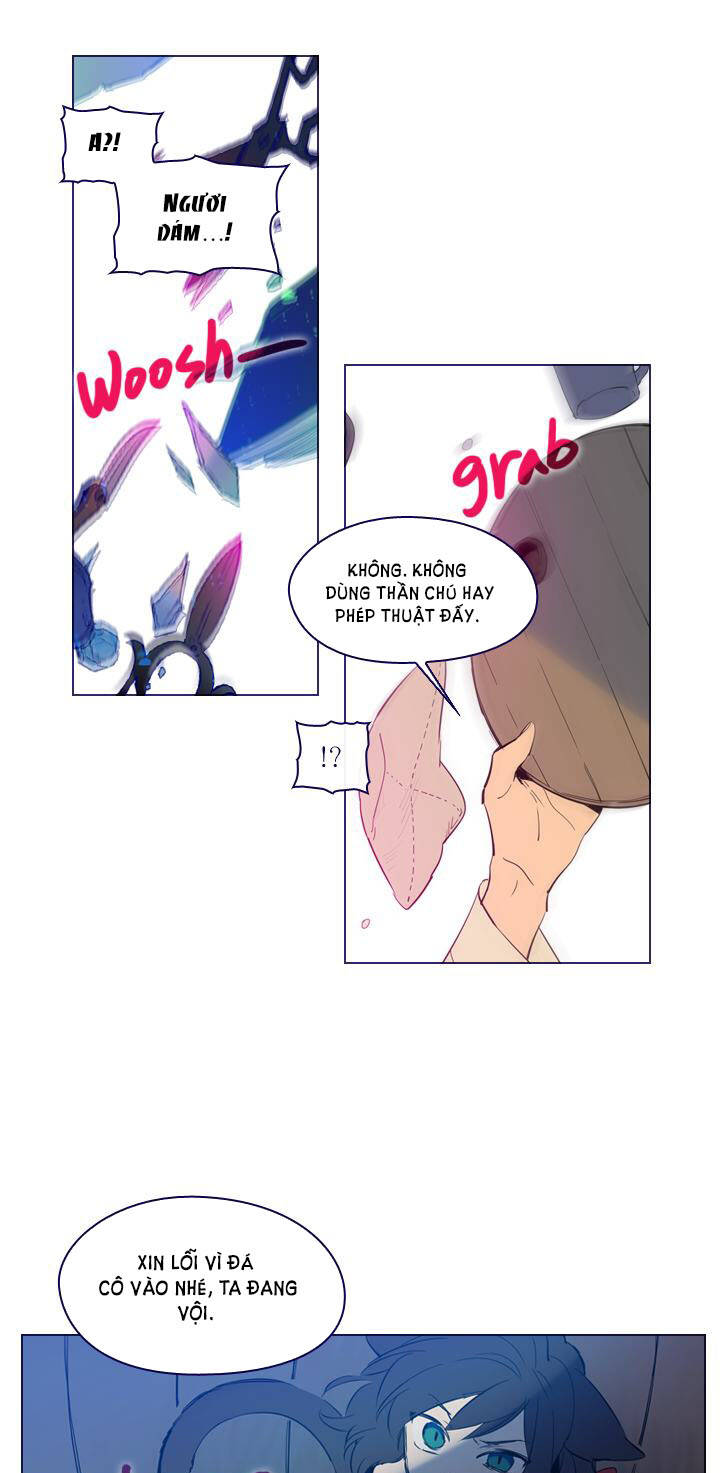 A?!
NGƯƠI
DÁM...!
Woosh—
grab
KHÔNG. KHÔNG
DÙNG THẦN CHÚ HAY
PHÉP THUẬT ĐẤY.
!?
XIN LỖI VÌ ĐÁ
CÔ VÀO NHÉ, TA ĐANG
VỘI.